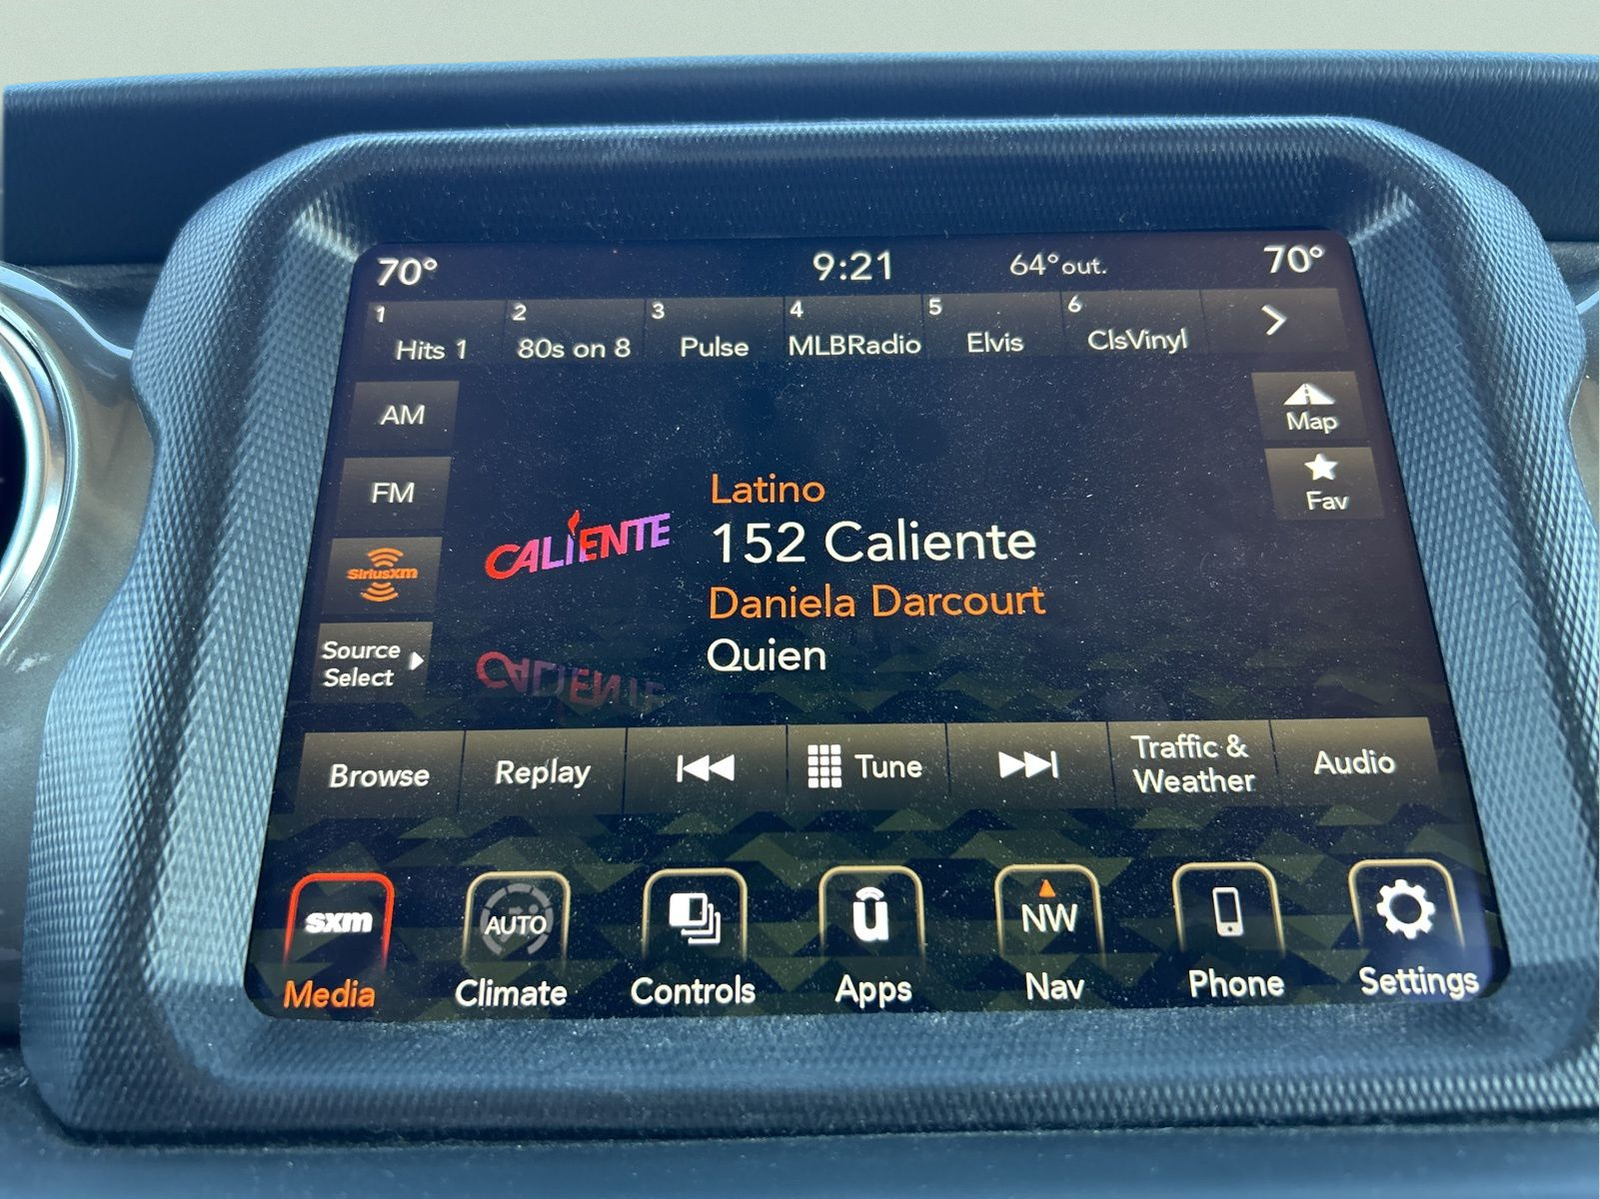 70°
9:21
64° out.
70°
1
Hits 1
2
80s on 8
3
Pulse
4
MLBRadio
5
Elvis
6
ClsVinyl
AM
FM
SiriusXm
Source
Select
Map
Fav
CALIENTE
Latino
152 Caliente
Daniela Darcourt
Quien
CALIENTE
Browse
Replay
Tune
Traffic &
Weather
Audio
sxm
Media
AUTO
Climate
Controls
u
Apps
NW
Nav
Phone
Settings